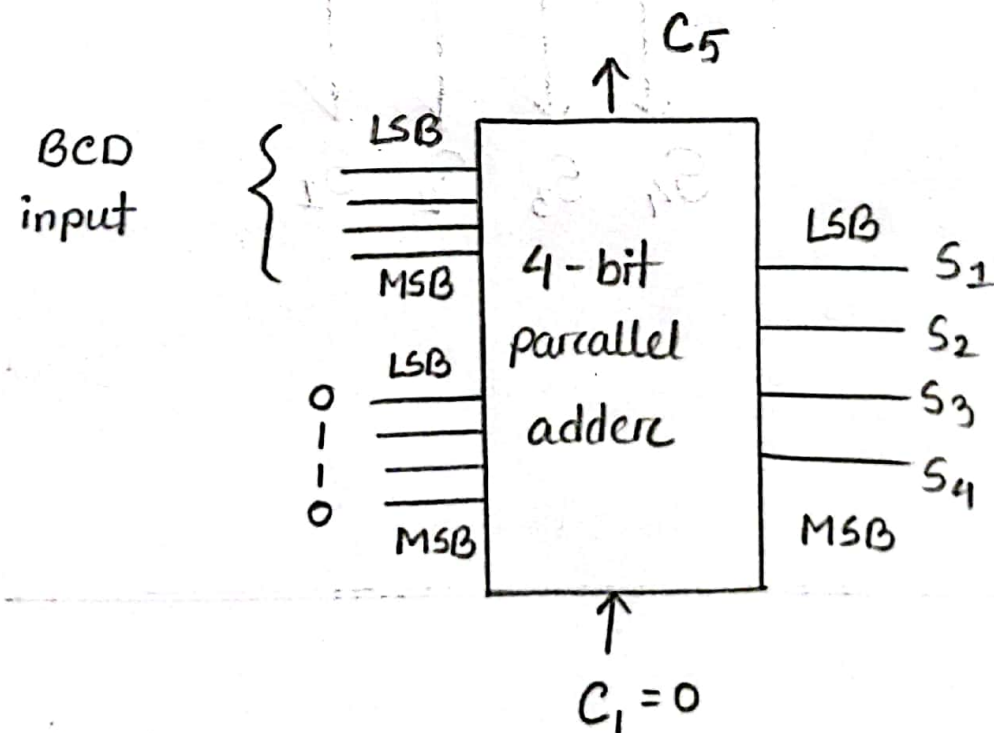 C5
BCD
input
LSB
MSB
LSB
0
1
1
0
MSB
4-bit
parcallel
adderc
LSB
S1
S2
S3
S4
MSB
C1 = 0